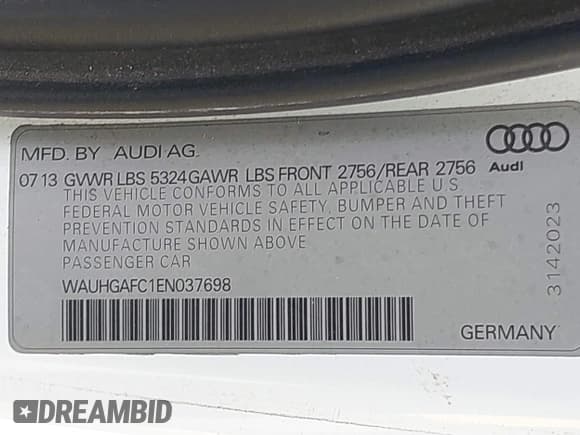 MFD. BY AUDI AG.
07 13 GVWR LBS 5324 GAWR LBS FRONT 2756/REAR 2756
Audi
THIS VEHICLE CONFORMS TO ALL APPLICABLE U.S.
FEDERAL MOTOR VEHICLE SAFETY, BUMPER AND THEFT
PREVENTION STANDARDS IN EFFECT ON THE DATE OF
MANUFACTURE SHOWN ABOVE.
PASSENGER CAR
WAUHGAFC1EN037698
3142023
GERMANY
DREAMBID